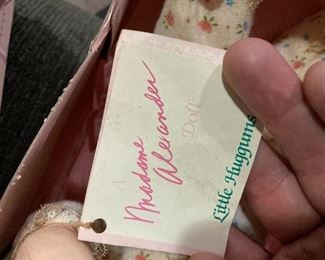 A
Madame
Alexander
Doll
Little Huggums